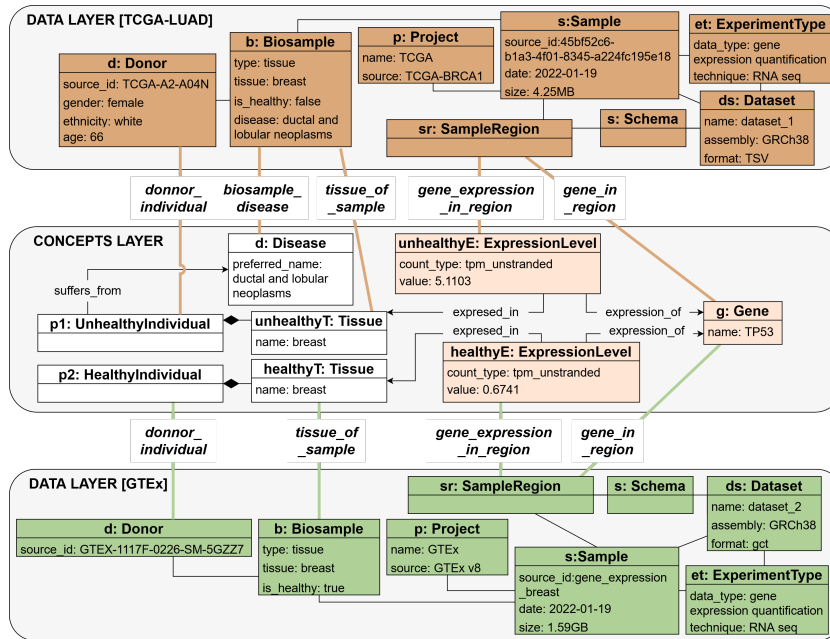 DATA LAYER [TCGA-LUAD]
d: Donor
source_id: TCGA-A2-A04N
gender: female
ethnicity: white
age: 66
b: Biosample
type: tissue
tissue: breast
is_healthy: false
disease: ductal and
lobular neoplasms
p: Project
name: TCGA
source: TCGA-BRCA1
s:Sample
source_id:45bf52c6-
b1a3-4f01-8345-a224fc195e18
date: 2022-01-19
size: 4.25MB
et: ExperimentType
data_type: gene
expression quantification
technique: RNA seq
sr: SampleRegion
s: Schema
ds: Dataset
name: dataset_1
assembly: GRCh38
format: TSV
donnor_
individual
biosample_
disease
tissue_of
_sample
gene_expression
_in_region
gene_in
_region
CONCEPTS LAYER
d: Disease
preferred_name:
ductal and lobular
neoplasms
suffers_from
p1: UnhealthyIndividual
unhealthyT: Tissue
name: breast
p2: HealthyIndividual
healthyT: Tissue
name: breast
unhealthyE: ExpressionLevel
count_type: tpm_unstranded
value: 5.1103
expresed_in
expression_of
expresed_in
expression_of
healthyE: ExpressionLevel
count_type: tpm_unstranded
value: 0.6741
g: Gene
name: TP53
donnor_
individual
tissue_of
_sample
gene_expression
_in_region
gene_in
_region
DATA LAYER [GTEx]
d: Donor
source_id: GTEX-1117F-0226-SM-5GZZ7
b: Biosample
type: tissue
tissue: breast
is_healthy: true
p: Project
name: GTEx
source: GTEx v8
sr: SampleRegion
s: Schema
ds: Dataset
name: dataset_2
assembly: GRCh38
format: gct
s:Sample
source_id:gene_expression
_breast
date: 2022-01-19
size: 1.59GB
et: ExperimentType
data_type: gene
expression quantification
technique: RNA seq